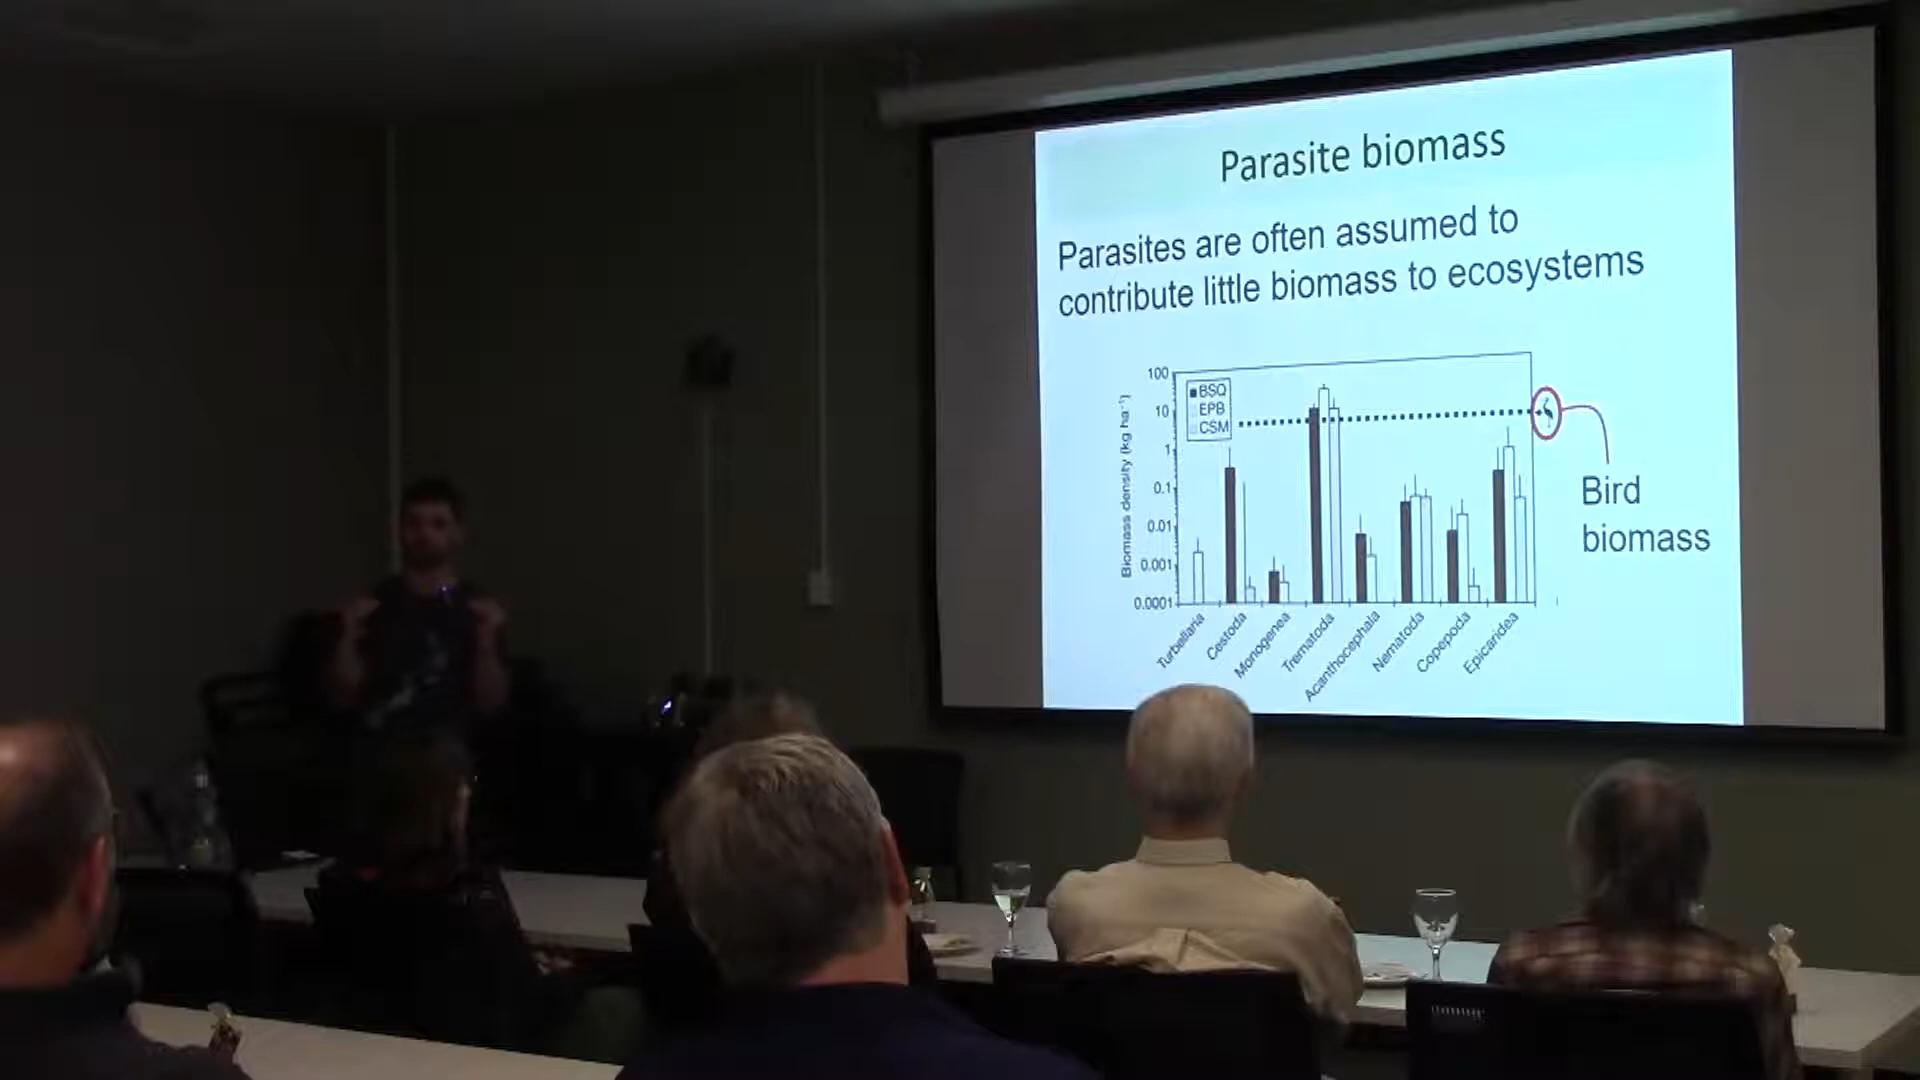 Parasite biomass
Parasites are often assumed to
contribute little biomass to ecosystems
100
10
1
0.1
0.01
0.001
0.0001
Biomass density (kg ha⁻¹)
BSQ
EPB
CSM
Bird
biomass
Turbellaria
Cestoda
Monogenea
Trematoda
Acanthocephala
Nematoda
Copepoda
Epicaridea